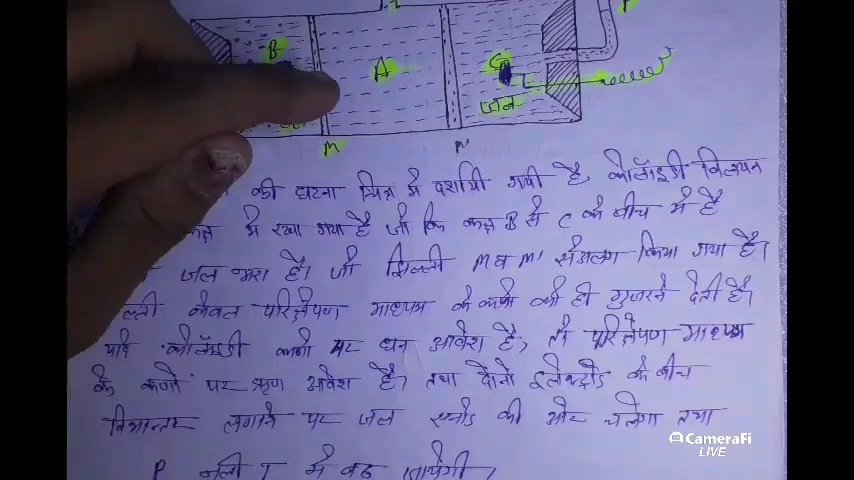 B
A
C
P
जल
M
M'
की घटना चित्र में दर्शायी गयी है, कोलॉइडी विलयन
कक्ष में रखा गया है जो कि कक्ष B से C के बीच में है
जल भरा है। जो झिल्ली M व M' से अलग किया गया है।
ल्ली केवल परिक्षेपण माध्यम के कणो को ही गुजरने देती है।
यदि कोलॉइडी कणो पर धन आवेश है, तो परिक्षेपण माध्यम
के कणों पर ऋण आवेश है। तथा दोनो इलेक्ट्रोड के बीच
विभान्तर लगाने पर जल एनोड की ओर चलेगा तथा
P नली T में बढ जायेगी।
CameraFi
LIVE